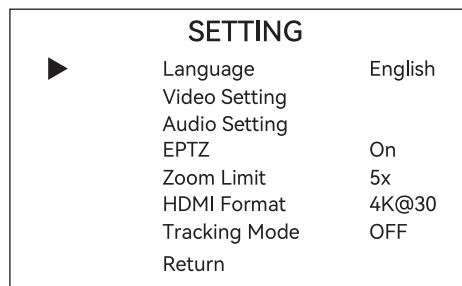 SETTING
Language English
Video Setting
Audio Setting
EPTZ On
Zoom Limit 5x
HDMI Format 4K@30
Tracking Mode OFF
Return